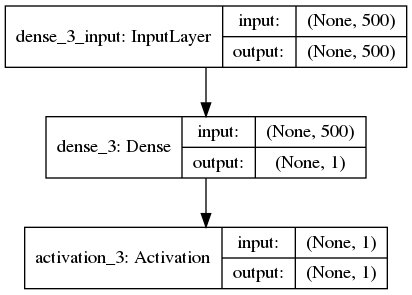 dense_3_input: InputLayer
input: (None, 500)
output: (None, 500)
dense_3: Dense
input: (None, 500)
output: (None, 1)
activation_3: Activation
input: (None, 1)
output: (None, 1)